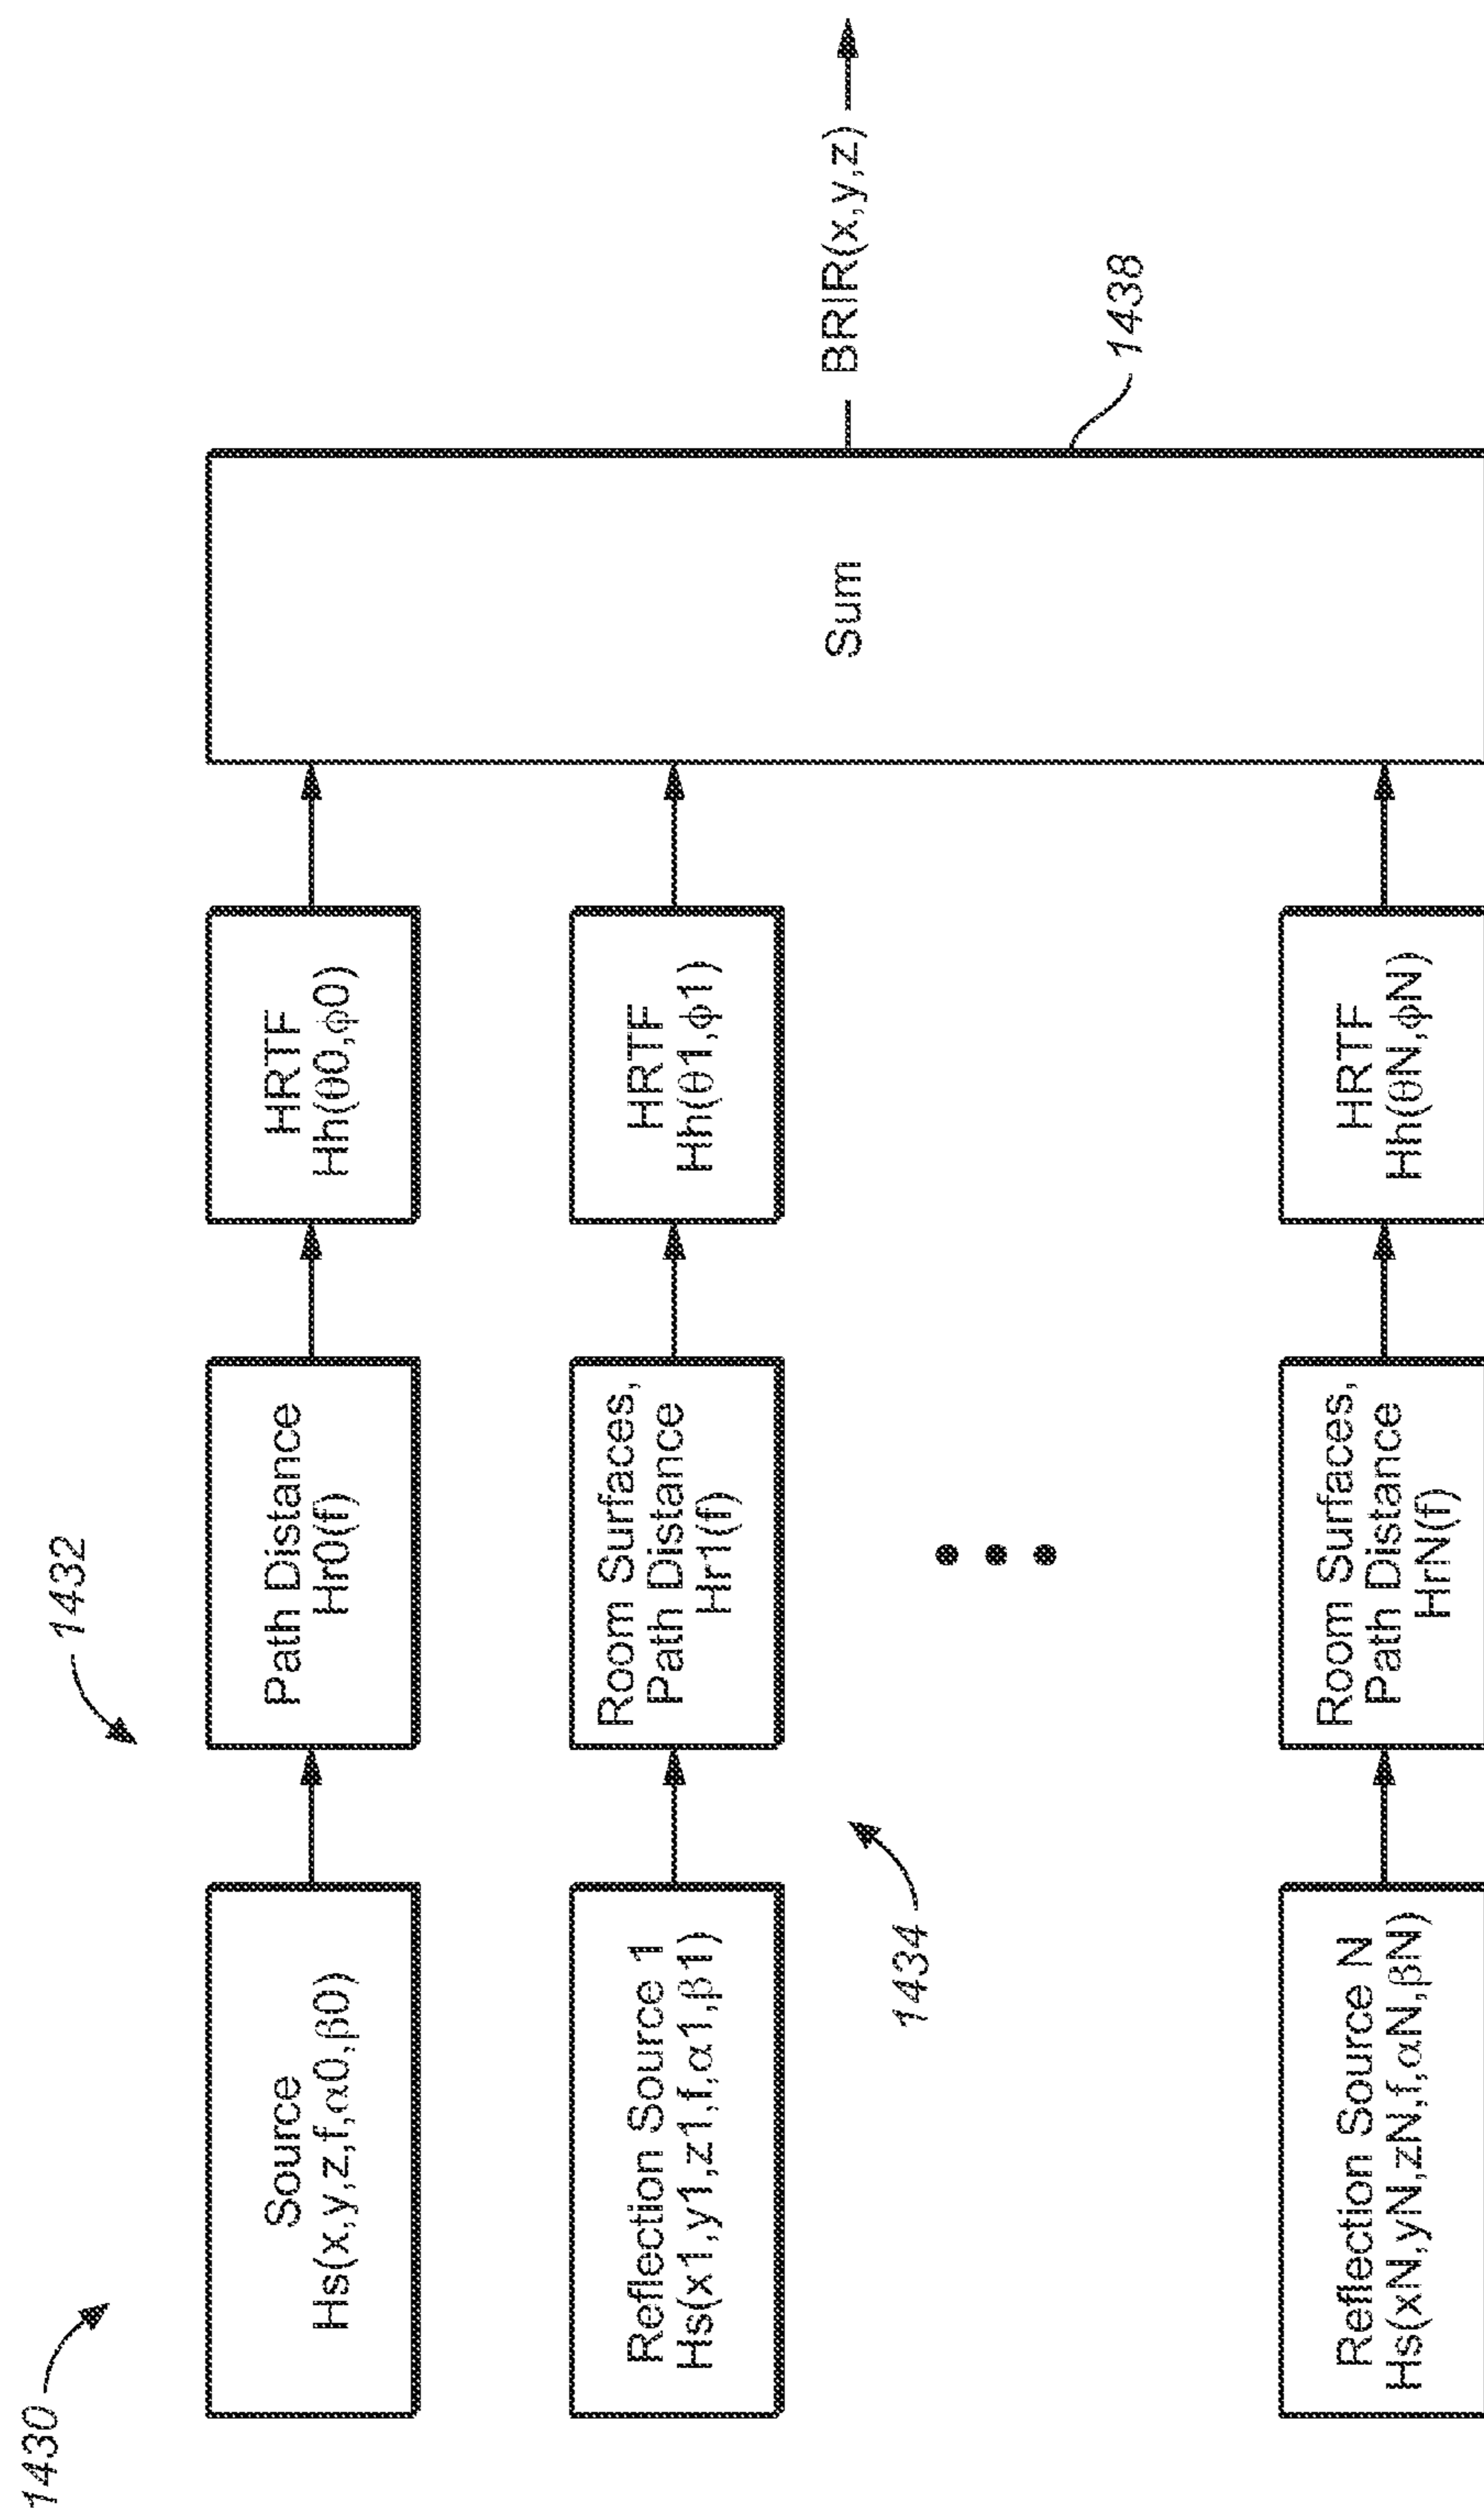 1430
1432
Source
Hs(x,y,z,f,α0,β0)
Path Distance
Hr0(f)
HRTF
Hh(θ0,ϕ0)
Reflection Source 1
Hs(x1,y1,z1,f,α1,β1)
Room Surfaces,
Path Distance
Hr1(f)
HRTF
Hh(θ1,ϕ1)
Sum
BRIR(x,y,z)
1434
1438
Reflection Source N
Hs(xN,yN,zN,f,αN,βN)
Room Surfaces,
Path Distance
HrN(f)
HRTF
Hh(θN,ϕN)